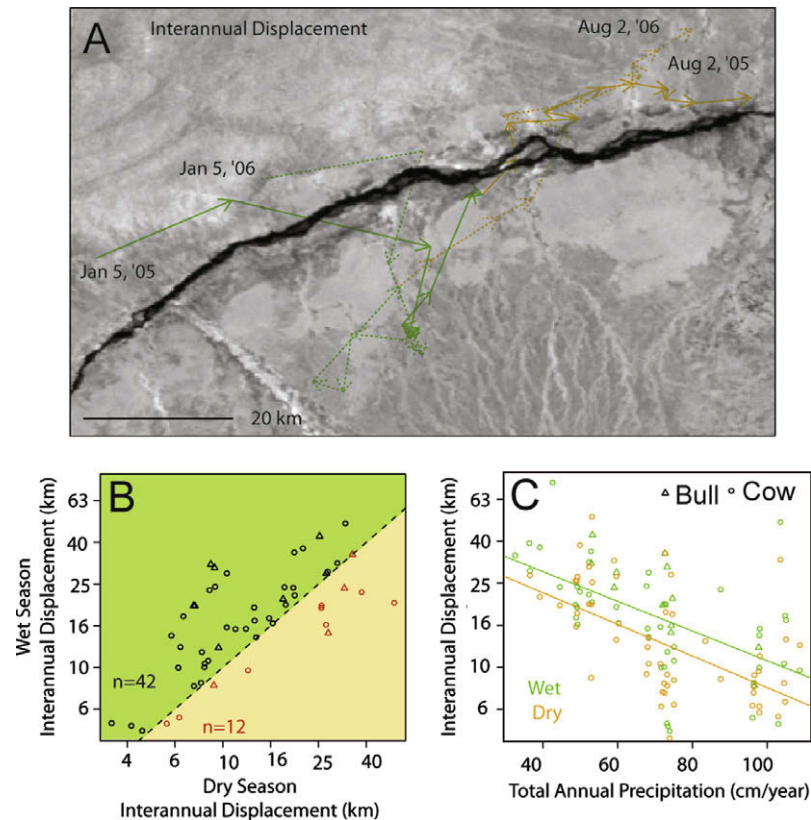 A
Interannual Displacement
Aug 2, '06
Aug 2, '05
Jan 5, '06
Jan 5, '05
20 km
B
Wet Season
Interannual Displacement (km)
63
40
25
16
10
6
n=42
n=12
4 6 10 16 25 40
Dry Season
Interannual Displacement (km)
C
Bull Cow
Interannual Displacement (km)
63
40
25
16
10
6
Wet
Dry
40 60 80 100
Total Annual Precipitation (cm/year)